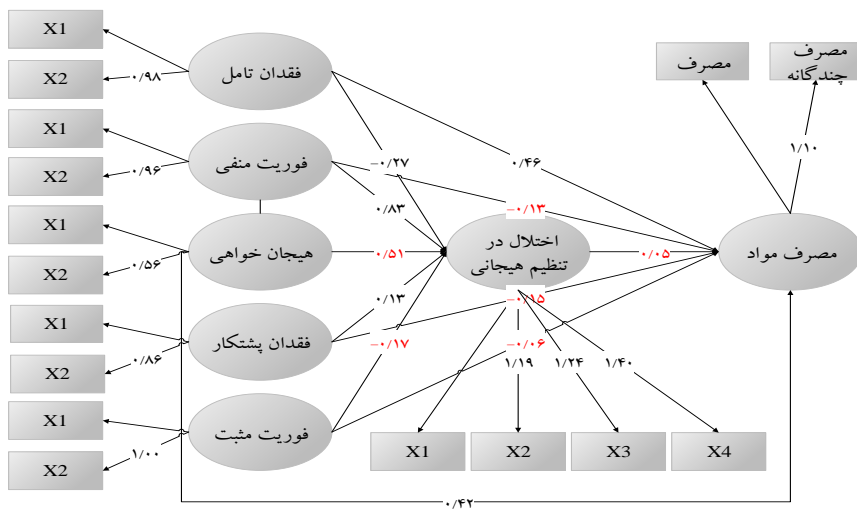 X1
X2
X1
X2
X1
X2
X1
X2
X1
X2
۰/۹۸
۰/۹۶
۰/۵۶
۰/۸۶
۱/۰۰
فقدان تامل
فوریت منفی
هیجان خواهی
فقدان پشتکار
فوریت مثبت
−۰/۲۷
۰/۸۳
۰/۵۱
۰/۱۳
−۰/۱۷
۰/۴۶
−۰/۱۳
۰/۰۵
−۰/۱۵
−۰/۰۶
اختلال در
تنظیم هیجانی
۱/۱۹
۱/۲۴
۱/۴۰
X1
X2
X3
X4
مصرف
مصرف
چندگانه
۱/۱۰
مصرف مواد
۰/۴۲